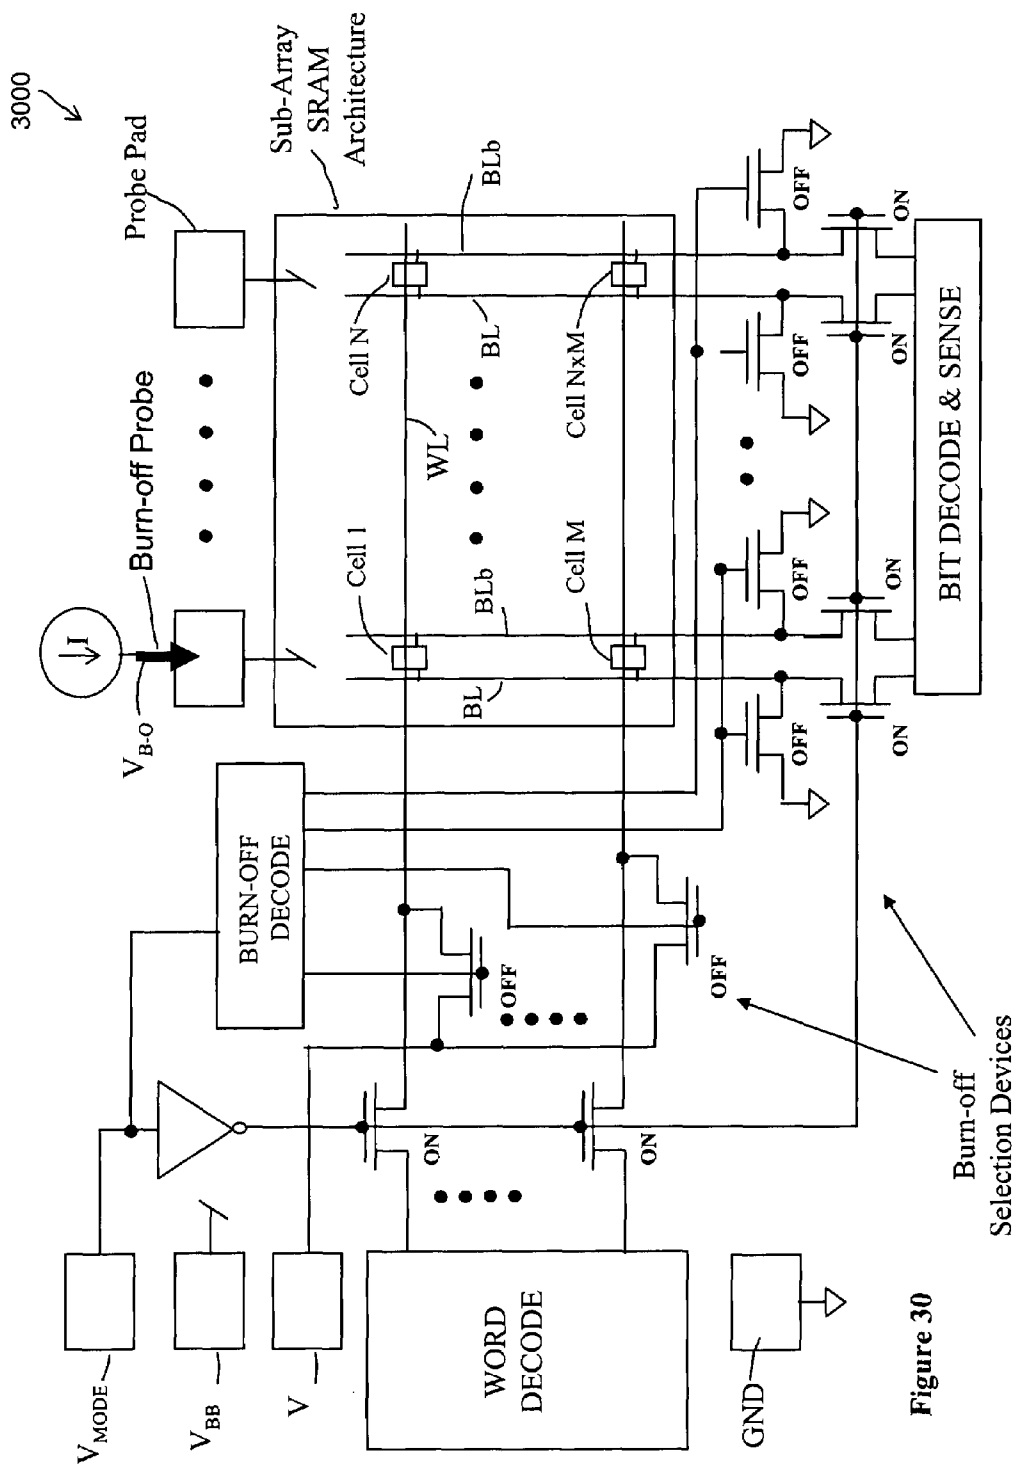 3000
Probe Pad
Burn-off Probe
I
V_B-O
Sub-Array
SRAM
Architecture
BLb
Cell N
BL
WL
Cell NxM
Cell 1
BLb
Cell M
BL
BURN-OFF
DECODE
V_MODE
V_BB
V
WORD
DECODE
GND
OFF
OFF
ON
ON
OFF
OFF
OFF
OFF
ON
ON
ON
ON
BIT DECODE & SENSE
Burn-off
Selection Devices
Figure 30